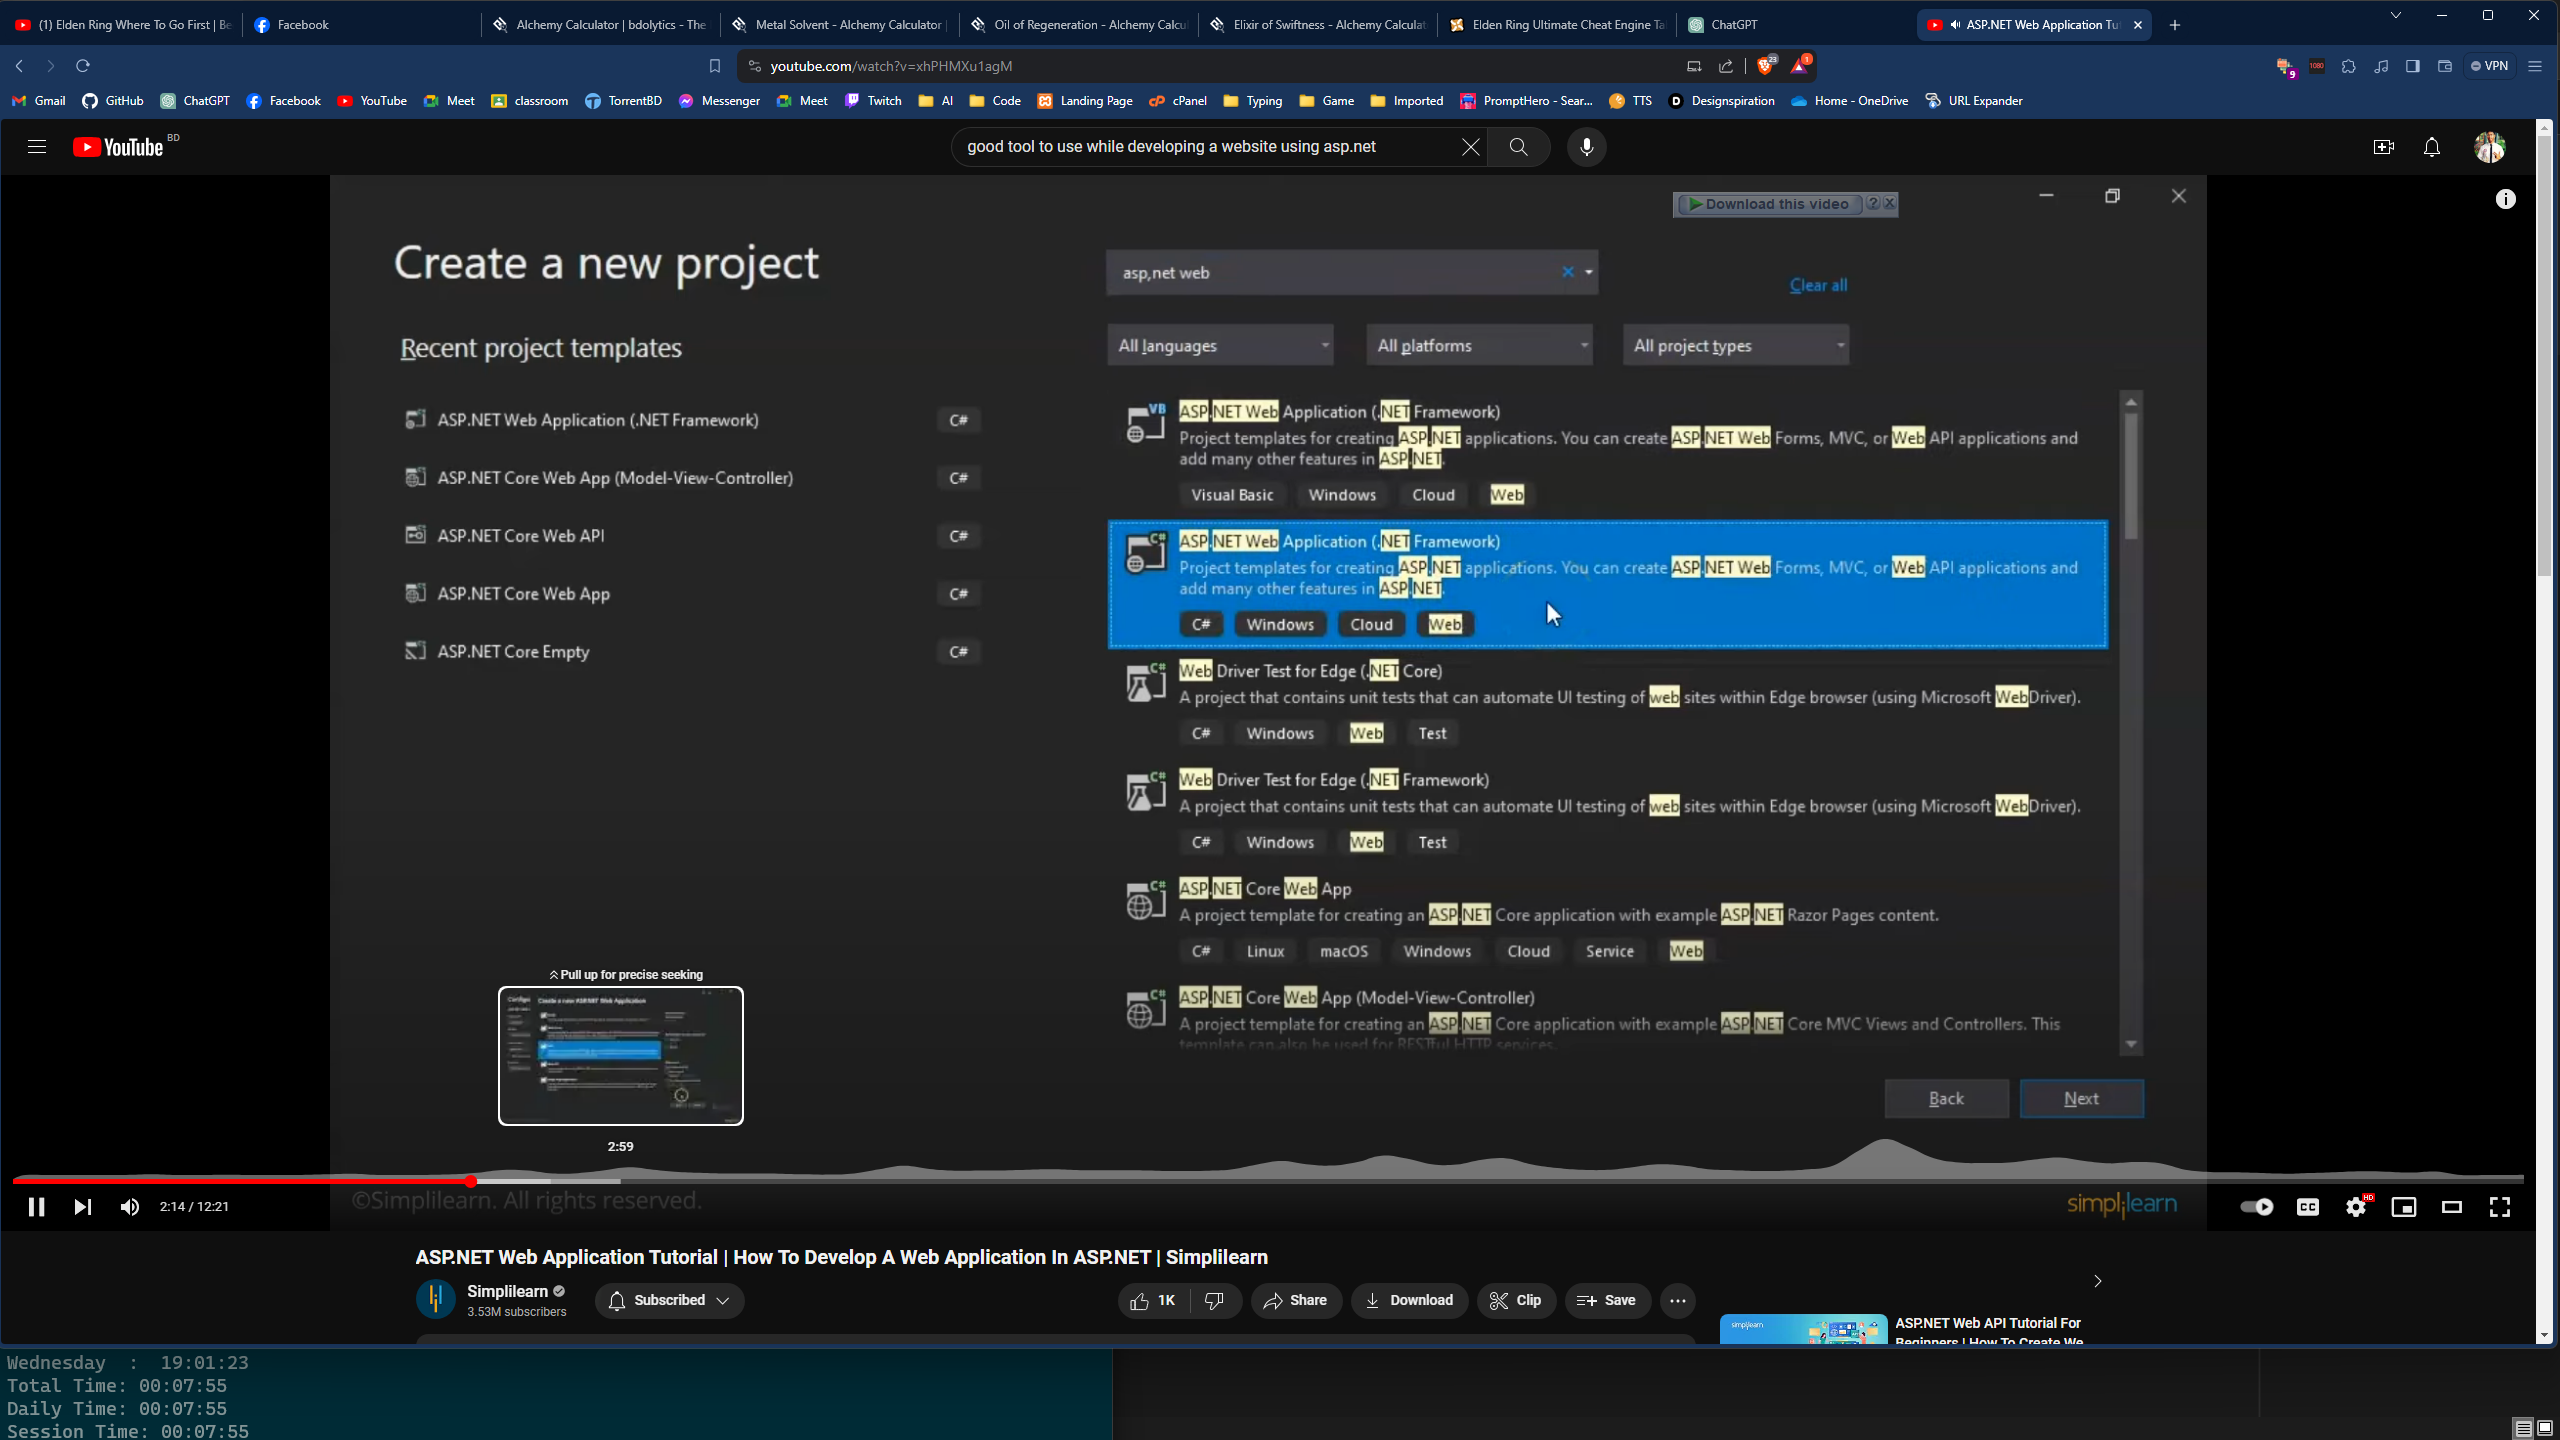 (1) Elden Ring Where To Go First | Be
Facebook
Alchemy Calculator | bdolytics - The
Metal Solvent - Alchemy Calculator
Oil of Regeneration - Alchemy Calcu
Elixir of Swiftness - Alchemy Calculat
Elden Ring Ultimate Cheat Engine Ta
ChatGPT
ASP.NET Web Application Tut
youtube.com/watch?v=xhPHMXu1agM
23
1
9
1080
VPN
Gmail
GitHub
ChatGPT
Facebook
YouTube
Meet
classroom
TorrentBD
Messenger
Meet
Twitch
AI
Code
Landing Page
cPanel
Typing
Game
Imported
PromptHero - Sear...
TTS
Designspiration
Home - OneDrive
URL Expander
YouTube BD
good tool to use while developing a website using asp.net
Download this video
Create a new project
asp,net web
Clear all
All languages
All platforms
All project types
Recent project templates
ASP.NET Web Application (.NET Framework) C#
ASP.NET Core Web App (Model-View-Controller) C#
ASP.NET Core Web API C#
ASP.NET Core Web App C#
ASP.NET Core Empty C#
VB
ASP.NET Web Application (.NET Framework)
Project templates for creating ASP.NET applications. You can create ASP.NET Web Forms, MVC, or Web API applications and
add many other features in ASP.NET.
Visual Basic Windows Cloud Web
C#
ASP.NET Web Application (.NET Framework)
Project templates for creating ASP.NET applications. You can create ASP.NET Web Forms, MVC, or Web API applications and
add many other features in ASP.NET.
C# Windows Cloud Web
C#
Web Driver Test for Edge (.NET Core)
A project that contains unit tests that can automate UI testing of web sites within Edge browser (using Microsoft WebDriver).
C# Windows Web Test
C#
Web Driver Test for Edge (.NET Framework)
A project that contains unit tests that can automate UI testing of web sites within Edge browser (using Microsoft WebDriver).
C# Windows Web Test
C#
ASP.NET Core Web App
A project template for creating an ASP.NET Core application with example ASP.NET Razor Pages content.
C# Linux macOS Windows Cloud Service Web
C#
ASP.NET Core Web App (Model-View-Controller)
A project template for creating an ASP.NET Core application with example ASP.NET Core MVC Views and Controllers. This
template can also be used for RESTful HTTP services.
Back
Next
Pull up for precise seeking
Create a new ASP.NET Web Application
2:59
2:14 / 12:21
©Simplilearn. All rights reserved.
simplilearn
CC
HD
ASP.NET Web Application Tutorial | How To Develop A Web Application In ASP.NET | Simplilearn
Simplilearn
3.53M subscribers
Subscribed
1K
Share
Download
Clip
Save
simplilearn
ASP.NET Web API Tutorial For
Beginners | How To Create We
Wednesday : 19:01:23
Total Time: 00:07:55
Daily Time: 00:07:55
Session Time: 00:07:55